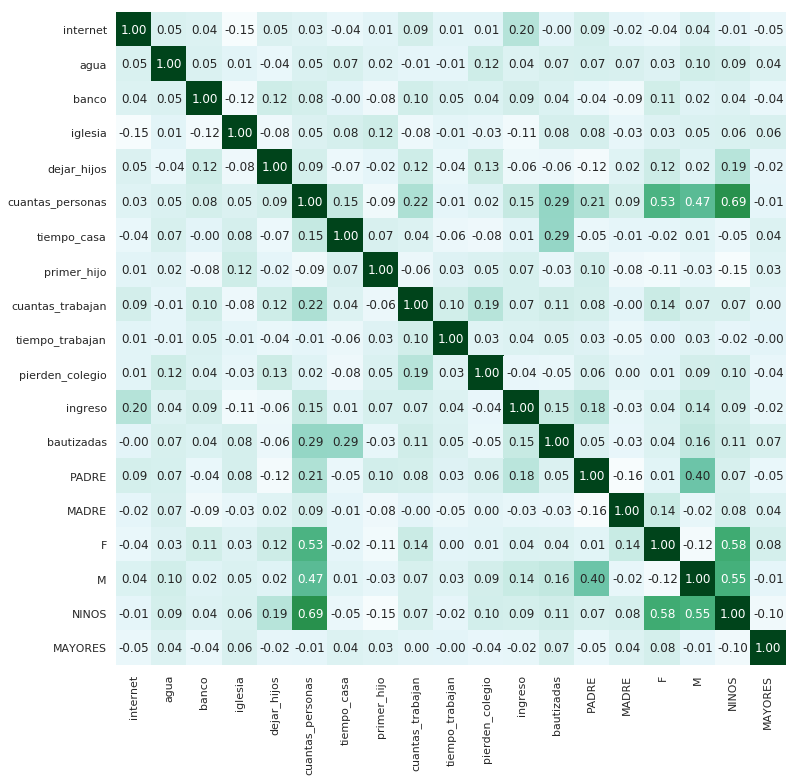 internet 1.00 0.05 0.04 -0.15 0.05 0.03 -0.04 0.01 0.09 0.01 0.01 0.20 -0.00 0.09 -0.02 -0.04 0.04 -0.01 -0.05
agua 0.05 1.00 0.05 0.01 -0.04 0.05 0.07 0.02 -0.01 -0.01 0.12 0.04 0.07 0.07 0.07 0.03 0.10 0.09 0.04
banco 0.04 0.05 1.00 -0.12 0.12 0.08 -0.00 -0.08 0.10 0.05 0.04 0.09 0.04 -0.04 -0.09 0.11 0.02 0.04 -0.04
iglesia -0.15 0.01 -0.12 1.00 -0.08 0.05 0.08 0.12 -0.08 -0.01 -0.03 -0.11 0.08 0.08 -0.03 0.03 0.05 0.06 0.06
dejar_hijos 0.05 -0.04 0.12 -0.08 1.00 0.09 -0.07 -0.02 0.12 -0.04 0.13 -0.06 -0.06 -0.12 0.02 0.12 0.02 0.19 -0.02
cuantas_personas 0.03 0.05 0.08 0.05 0.09 1.00 0.15 -0.09 0.22 -0.01 0.02 0.15 0.29 0.21 0.09 0.53 0.47 0.69 -0.01
tiempo_casa -0.04 0.07 -0.00 0.08 -0.07 0.15 1.00 0.07 0.04 -0.06 -0.08 0.01 0.29 -0.05 -0.01 -0.02 0.01 -0.05 0.04
primer_hijo 0.01 0.02 -0.08 0.12 -0.02 -0.09 0.07 1.00 -0.06 0.03 0.05 0.07 -0.03 0.10 -0.08 -0.11 -0.03 -0.15 0.03
cuantas_trabajan 0.09 -0.01 0.10 -0.08 0.12 0.22 0.04 -0.06 1.00 0.10 0.19 0.07 0.11 0.08 -0.00 0.14 0.07 0.07 0.00
tiempo_trabajan 0.01 -0.01 0.05 -0.01 -0.04 -0.01 -0.06 0.03 0.10 1.00 0.03 0.04 0.05 0.03 -0.05 0.00 0.03 -0.02 -0.00
pierden_colegio 0.01 0.12 0.04 -0.03 0.13 0.02 -0.08 0.05 0.19 0.03 1.00 -0.04 -0.05 0.06 0.00 0.01 0.09 0.10 -0.04
ingreso 0.20 0.04 0.09 -0.11 -0.06 0.15 0.01 0.07 0.07 0.04 -0.04 1.00 0.15 0.18 -0.03 0.04 0.14 0.09 -0.02
bautizadas -0.00 0.07 0.04 0.08 -0.06 0.29 0.29 -0.03 0.11 0.05 -0.05 0.15 1.00 0.05 -0.03 0.04 0.16 0.11 0.07
PADRE 0.09 0.07 -0.04 0.08 -0.12 0.21 -0.05 0.10 0.08 0.03 0.06 0.18 0.05 1.00 -0.16 0.01 0.40 0.07 -0.05
MADRE -0.02 0.07 -0.09 -0.03 0.02 0.09 -0.01 -0.08 -0.00 -0.05 0.00 -0.03 -0.03 -0.16 1.00 0.14 -0.02 0.08 0.04
F -0.04 0.03 0.11 0.03 0.12 0.53 -0.02 -0.11 0.14 0.00 0.01 0.04 0.04 0.01 0.14 1.00 -0.12 0.58 0.08
M 0.04 0.10 0.02 0.05 0.02 0.47 0.01 -0.03 0.07 0.03 0.09 0.14 0.16 0.40 -0.02 -0.12 1.00 0.55 -0.01
NINOS -0.01 0.09 0.04 0.06 0.19 0.69 -0.05 -0.15 0.07 -0.02 0.10 0.09 0.11 0.07 0.08 0.58 0.55 1.00 -0.10
MAYORES -0.05 0.04 -0.04 0.06 -0.02 -0.01 0.04 0.03 0.00 -0.00 -0.04 -0.02 0.07 -0.05 0.04 0.08 -0.01 -0.10 1.00
internet
agua
banco
iglesia
dejar_hijos
cuantas_personas
tiempo_casa
primer_hijo
cuantas_trabajan
tiempo_trabajan
pierden_colegio
ingreso
bautizadas
PADRE
MADRE
F
M
NINOS
MAYORES